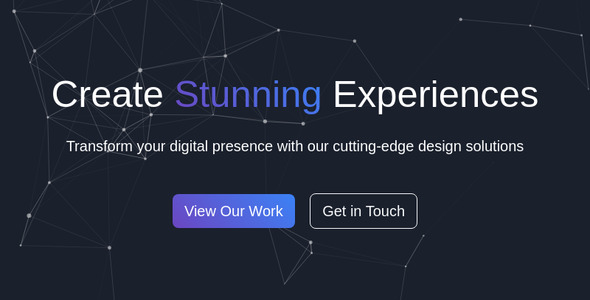 Create Stunning Experiences
Transform your digital presence with our cutting-edge design solutions
View Our Work
Get in Touch